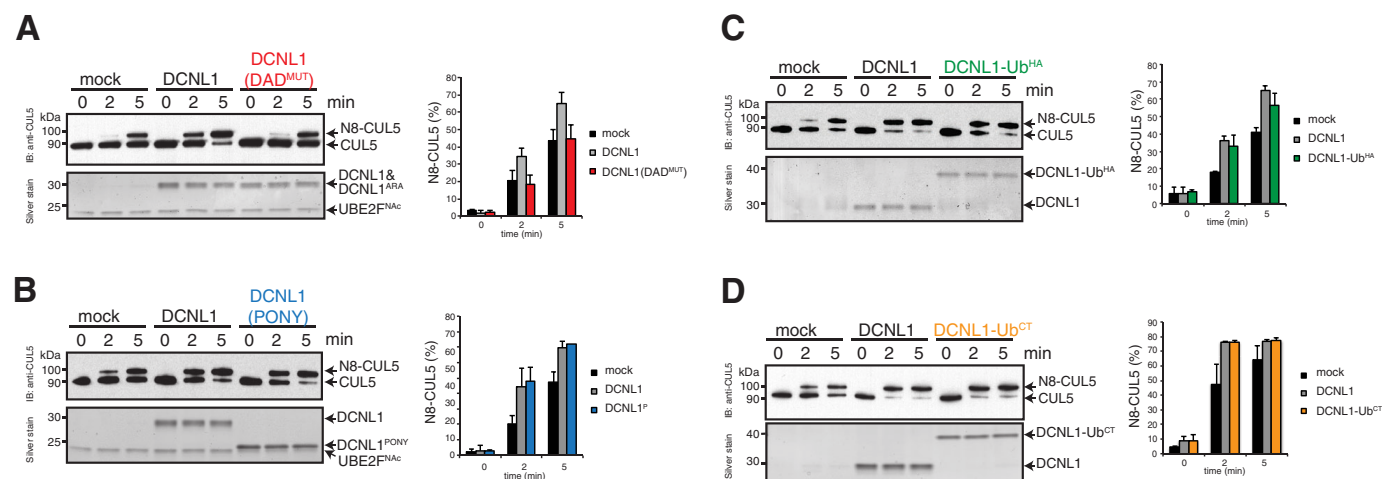 A
mock
DCNL1
DCNL1
(DAD^MUT)
0 2 5 0 2 5 0 2 5 min
kDa
100
90
IB: anti-CUL5
N8-CUL5
CUL5
30
25
Silver stain
DCNL1&
DCNL1^ARA
UBE2F^NAc
N8-CUL5 (%)
80
70
60
50
40
30
20
10
0
0 2 5
time (min)
mock
DCNL1
DCNL1(DAD^MUT)
B
mock
DCNL1
DCNL1
(PONY)
0 2 5 0 2 5 0 2 5 min
kDa
100
90
IB: anti-CUL5
N8-CUL5
CUL5
30
25
Silver stain
DCNL1
DCNL1^PONY
UBE2F^NAc
N8-CUL5 (%)
80
70
60
50
40
30
20
10
0
0 2 5
time (min)
mock
DCNL1
DCNL1^P
C
mock
DCNL1
DCNL1-Ub^HA
0 2 5 0 2 5 0 2 5 min
kDa
100
90
IB: anti-CUL5
N8-CUL5
CUL5
40
30
Silver stain
DCNL1-Ub^HA
DCNL1
N8-CUL5 (%)
80
70
60
50
40
30
20
10
0
0 2 5
time (min)
mock
DCNL1
DCNL1-Ub^HA
D
mock
DCNL1
DCNL1-Ub^CT
0 2 5 0 2 5 0 2 5 min
kDa
100
90
IB: anti-CUL5
N8-CUL5
CUL5
40
30
Silver stain
DCNL1-Ub^CT
DCNL1
N8-CUL5 (%)
90
80
70
60
50
40
30
20
10
0
0 2 5
time (min)
mock
DCNL1
DCNL1-Ub^CT